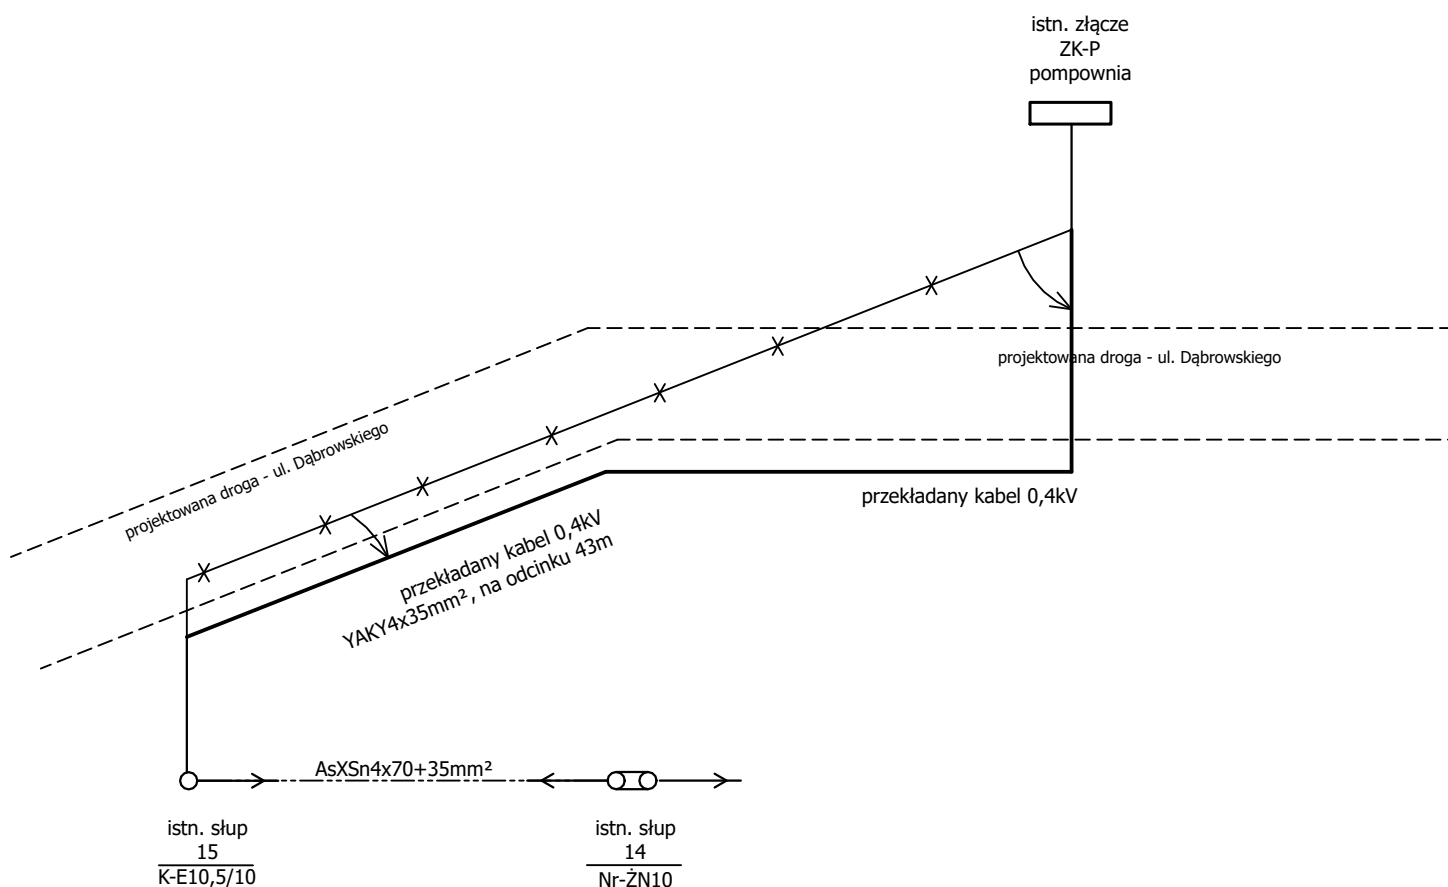 istn. złącze
ZK-P
pompownia
projektowana droga - ul. Dąbrowskiego
projektowana droga - ul. Dąbrowskiego
przekładany kabel 0,4kV
przekładany kabel 0,4kV
YAKY4x35mm², na odcinku 43m
AsXSn4x70+35mm²
istn. słup
15
K-E10,5/10
istn. słup
14
Nr-ŻN10